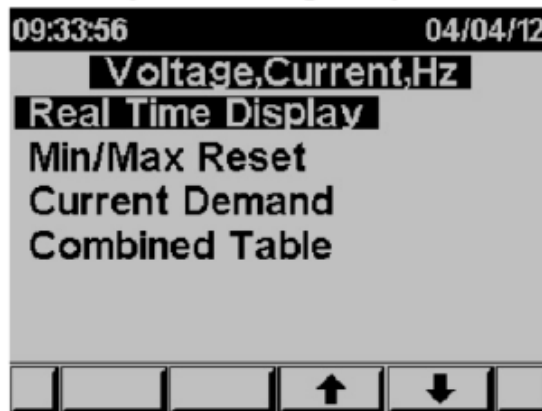 09:33:56 04/04/12
Voltage,Current,Hz
Real Time Display
Min/Max Reset
Current Demand
Combined Table